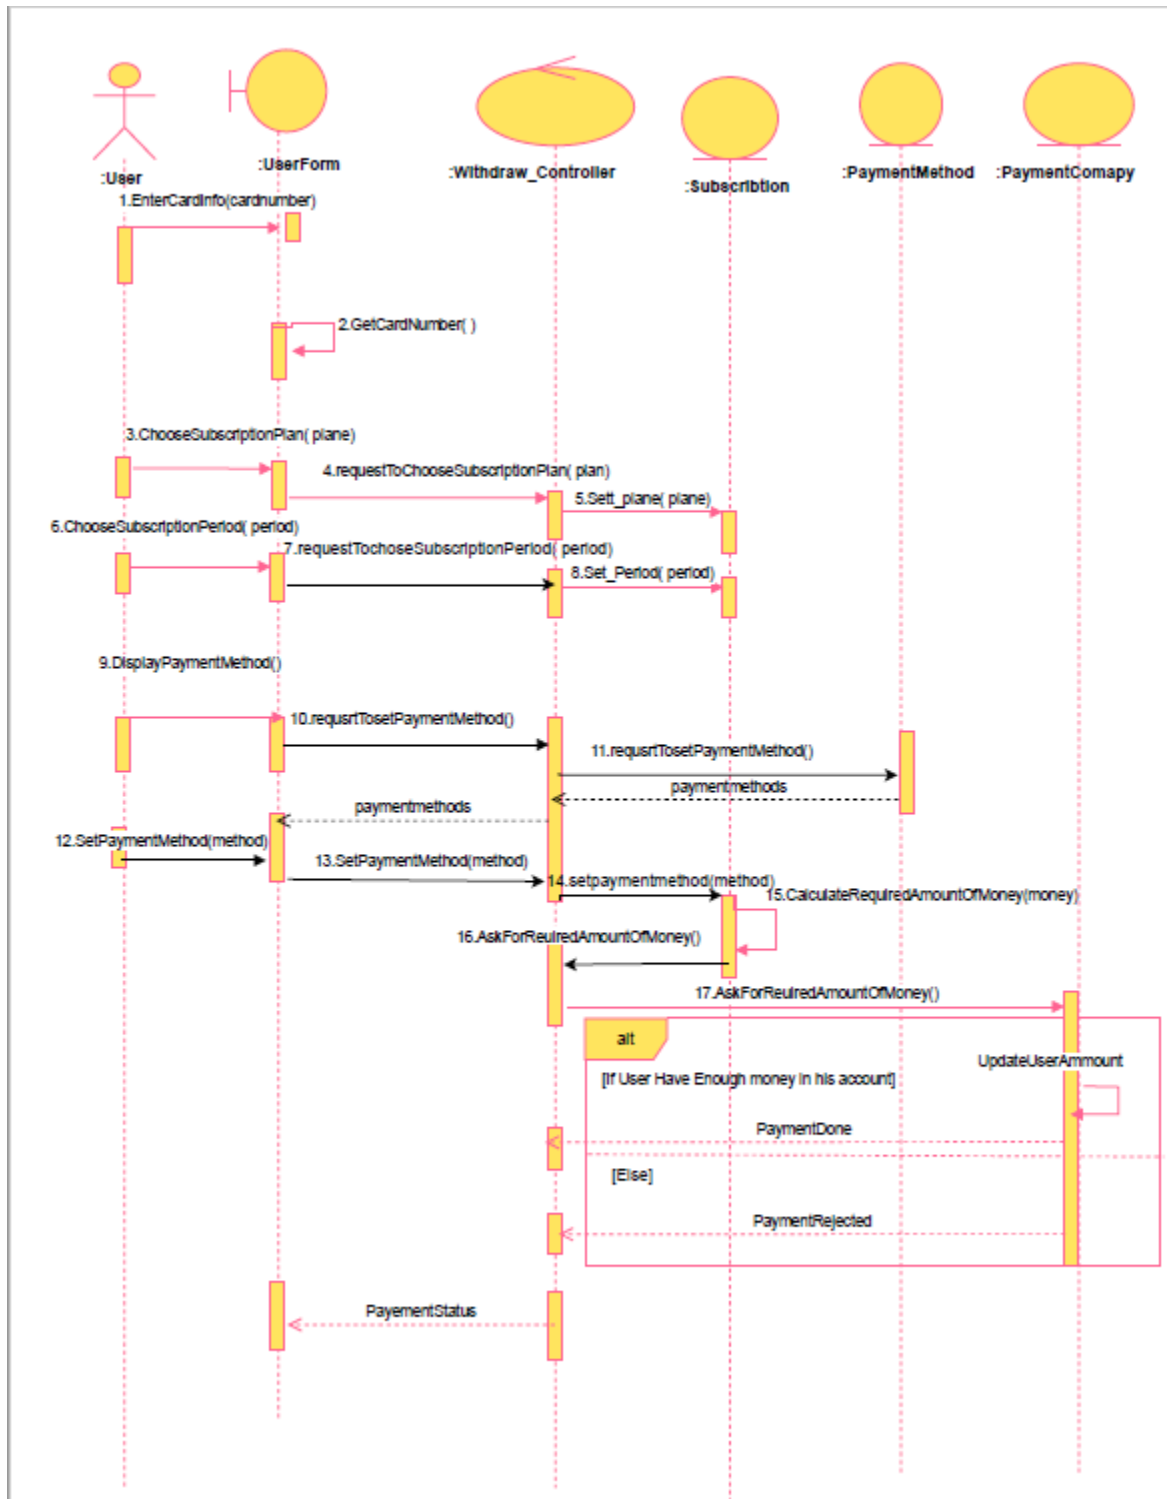 :User
:UserForm
:Withdraw_Controller
:Subscribtion
:PaymentMethod
:PaymentComapy
1.EnterCardInfo(cardnumber)
2.GetCardNumber( )
3.ChooseSubscriptionPlan( plane)
4.requestToChooseSubscriptionPlan( plan)
5.Sett_plane( plane)
6.ChooseSubscriptionPeriod( period)
7.requestTochoseSubscriptionPeriod( period)
8.Set_Period( period)
9.DisplayPaymentMethod()
10.requsrtTosetPaymentMethod()
11.requsrtTosetPaymentMethod()
paymentmethods
paymentmethods
12.SetPaymentMethod(method)
13.SetPaymentMethod(method)
14.setpaymentmethod(method)
15.CalculateRequiredAmountOfMoney(money)
16.AskForReuiredAmountOfMoney()
17.AskForReuiredAmountOfMoney()
alt
UpdateUserAmmount
[If User Have Enough money in his account]
PaymentDone
[Else]
PaymentRejected
PayementStatus